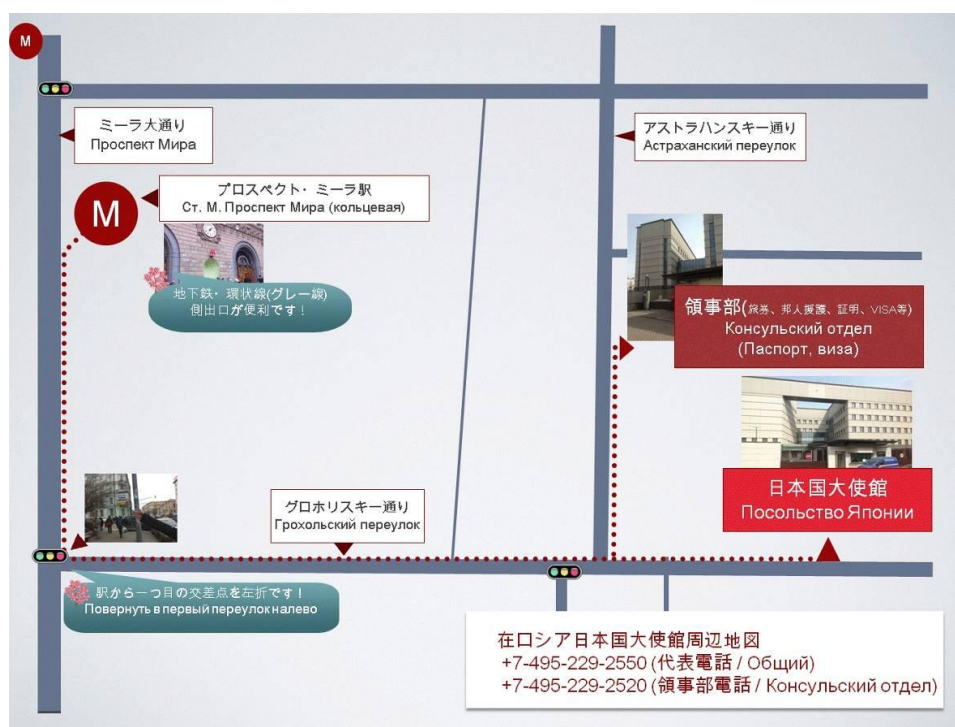 M
ミーラ大通り
Проспект Мира
アストラハンスキー通り
Астраханский переулок
M
プロスペクト・ミーラ駅
Ст. М. Проспект Мира (кольцевая)
地下鉄・環状線(グレー線)
側出口が便利です！
領事部(旅券、邦人援護、証明、VISA等)
Консульский отдел
(Паспорт, виза)
日本国大使館
Посольство Японии
グロホリスキー通り
Грохольский переулок
駅から一つ目の交差点を左折です！
Повернуть в первый переулок налево
在ロシア日本国大使館周辺地図
+7-495-229-2550 (代表電話 / Общий)
+7-495-229-2520 (領事部電話 / Консульский отдел)